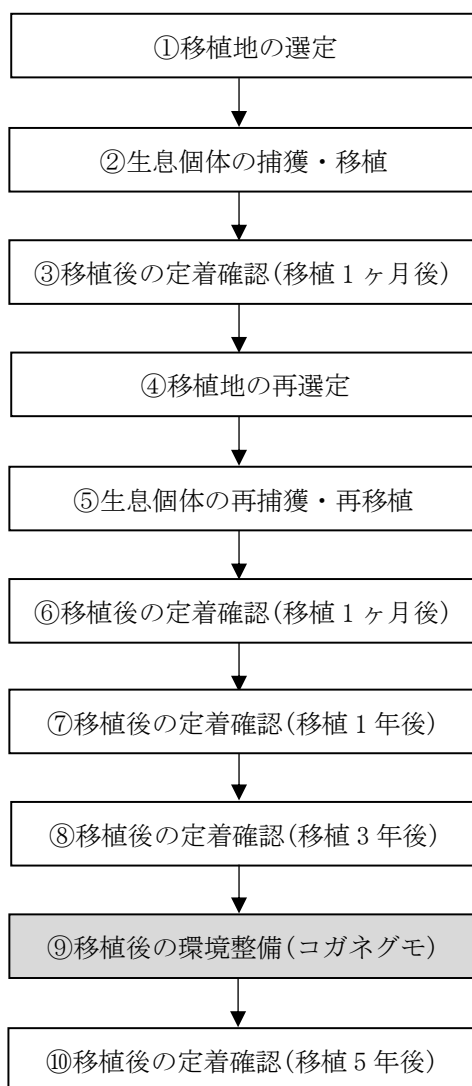 ①移植地の選定
②生息個体の捕獲・移植
③移植後の定着確認(移植1ヶ月後)
④移植地の再選定
⑤生息個体の再捕獲・再移植
⑥移植後の定着確認(移植1ヶ月後)
⑦移植後の定着確認(移植1年後)
⑧移植後の定着確認(移植3年後)
⑨移植後の環境整備(コガネグモ)
⑩移植後の定着確認(移植5年後)